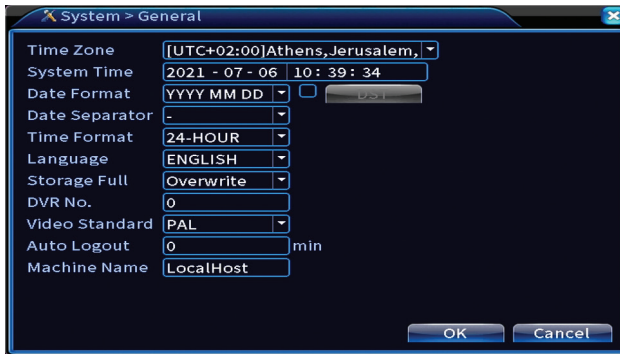 System > General
Time Zone [UTC+02:00]Athens,Jerusalem,
System Time 2021 - 07 - 06 10 : 39 : 34
Date Format YYYY MM DD DST
Date Separator -
Time Format 24-HOUR
Language ENGLISH
Storage Full Overwrite
DVR No. 0
Video Standard PAL
Auto Logout 0 min
Machine Name LocalHost
OK Cancel